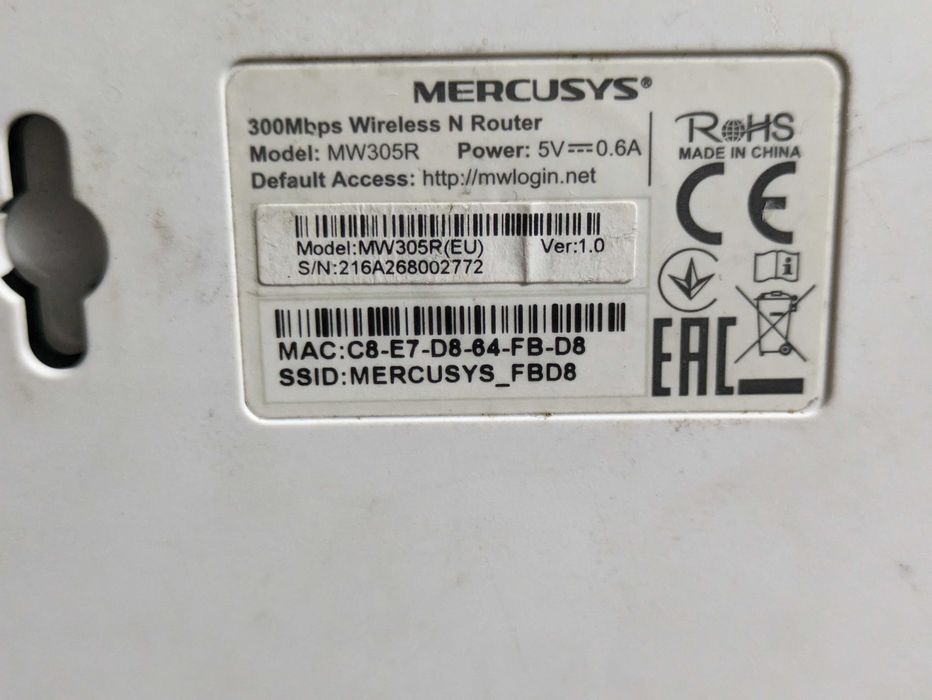 MERCUSYS®
300Mbps Wireless N Router
Model: MW305R Power: 5V⎓0.6A
Default Access: http://mwlogin.net
RoHS
MADE IN CHINA
CE
Model:MW305R(EU) Ver:1.0
S/N:216A268002772
MAC:C8-E7-D8-64-FB-D8
SSID:MERCUSYS_FBD8
EAC